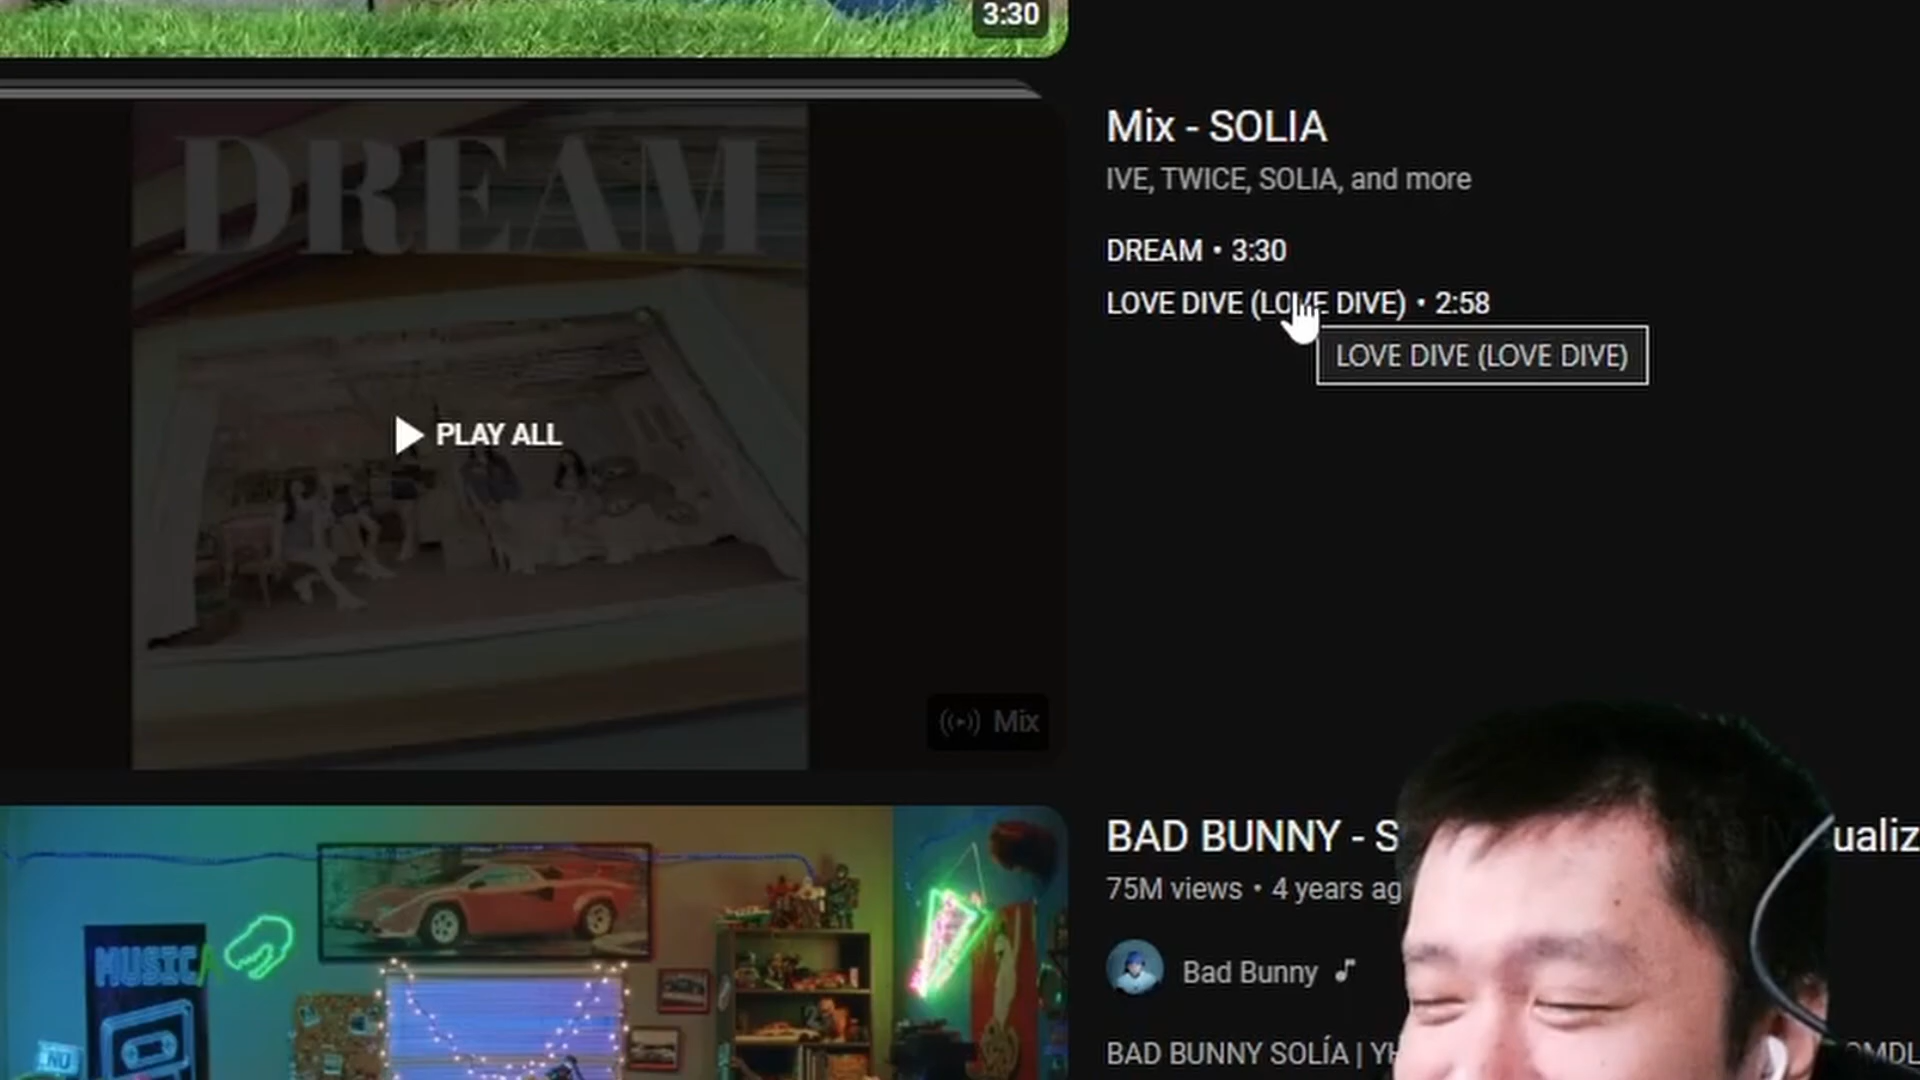 3:30
DREAM
PLAY ALL
Mix
Mix - SOLIA
IVE, TWICE, SOLIA, and more
DREAM • 3:30
LOVE DIVE (LOVE DIVE) • 2:58
LOVE DIVE (LOVE DIVE)
MUSIC
BAD BUNNY - S
ualiz
75M views • 4 years ag
Bad Bunny
BAD BUNNY SOLÍA | YH
OMDL